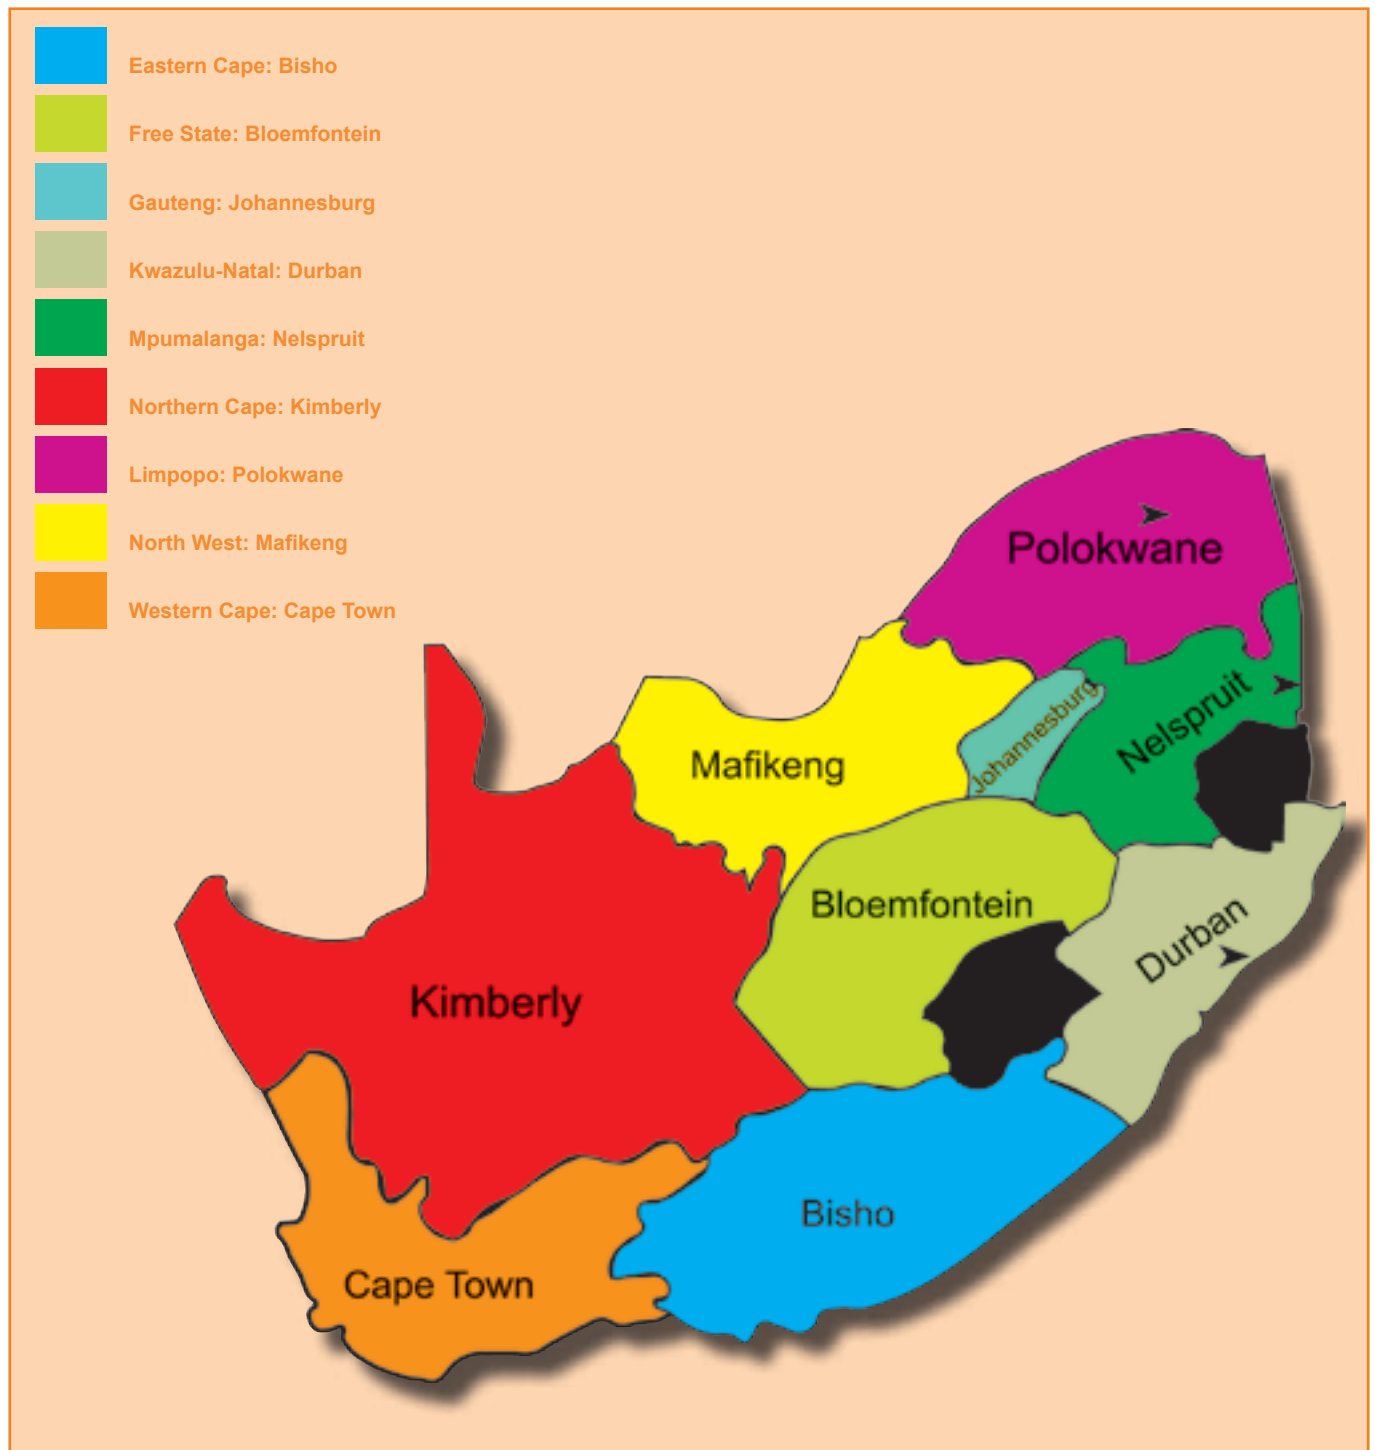 Eastern Cape: Bisho
Free State: Bloemfontein
Gauteng: Johannesburg
Kwazulu-Natal: Durban
Mpumalanga: Nelspruit
Northern Cape: Kimberly
Limpopo: Polokwane
North West: Mafikeng
Western Cape: Cape Town
Polokwane
Nelspruit
Johannesburg
Mafikeng
Bloemfontein
Durban
Kimberly
Bisho
Cape Town